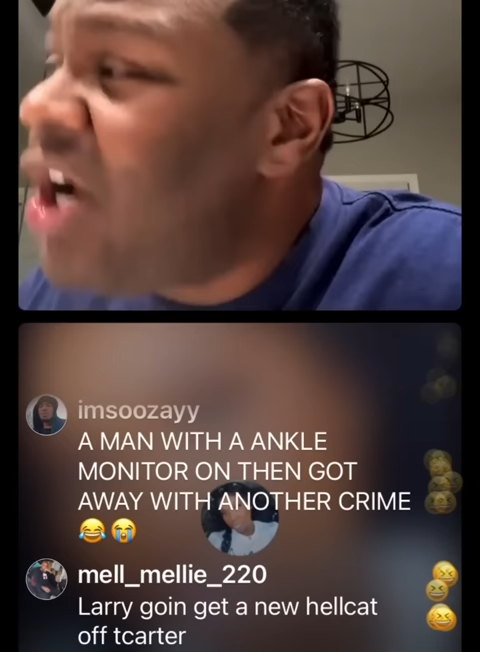 imsoozayy
A MAN WITH A ANKLE
MONITOR ON THEN GOT
AWAY WITH ANOTHER CRIME
😂😭
mell_mellie_220
Larry goin get a new hellcat
off tcarter